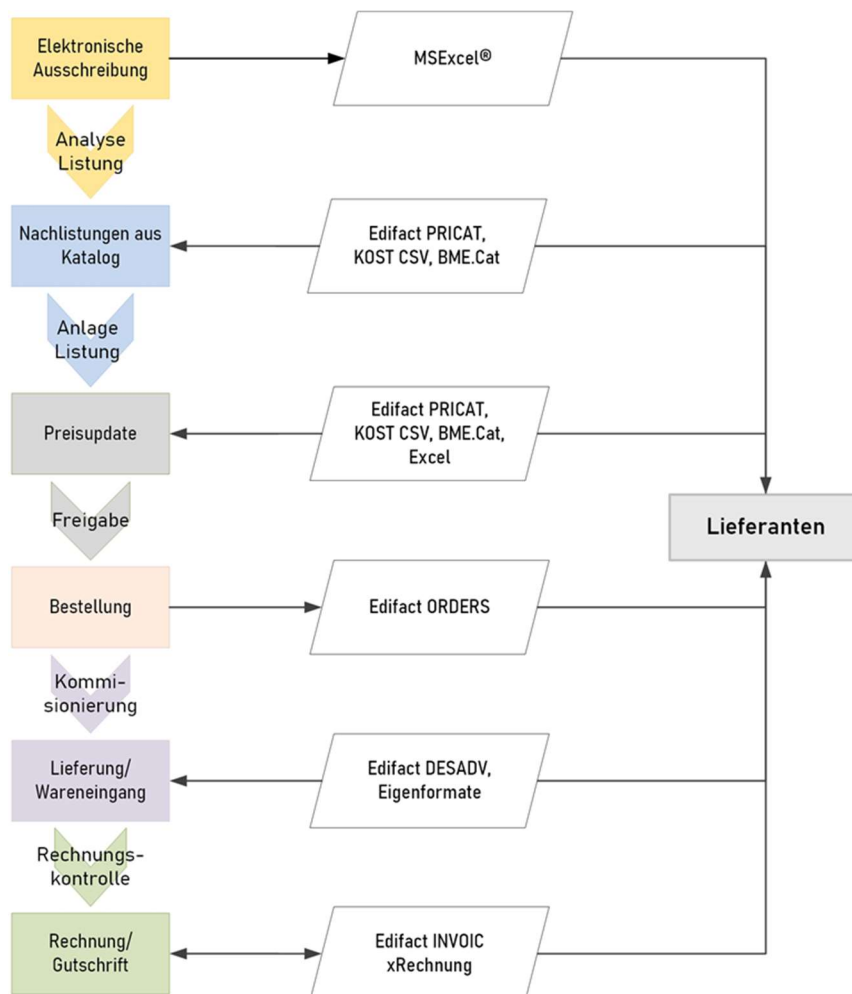 Elektronische
Ausschreibung
MSExcel®
Analyse
Listung
Nachlistungen aus
Katalog
Edifact PRICAT,
KOST CSV, BME.Cat
Anlage
Listung
Preisupdate
Edifact PRICAT,
KOST CSV, BME.Cat,
Excel
Freigabe
Lieferanten
Bestellung
Edifact ORDERS
Kommi-
sionierung
Lieferung/
Wareneingang
Edifact DESADV,
Eigenformate
Rechnungs-
kontrolle
Rechnung/
Gutschrift
Edifact INVOIC
xRechnung